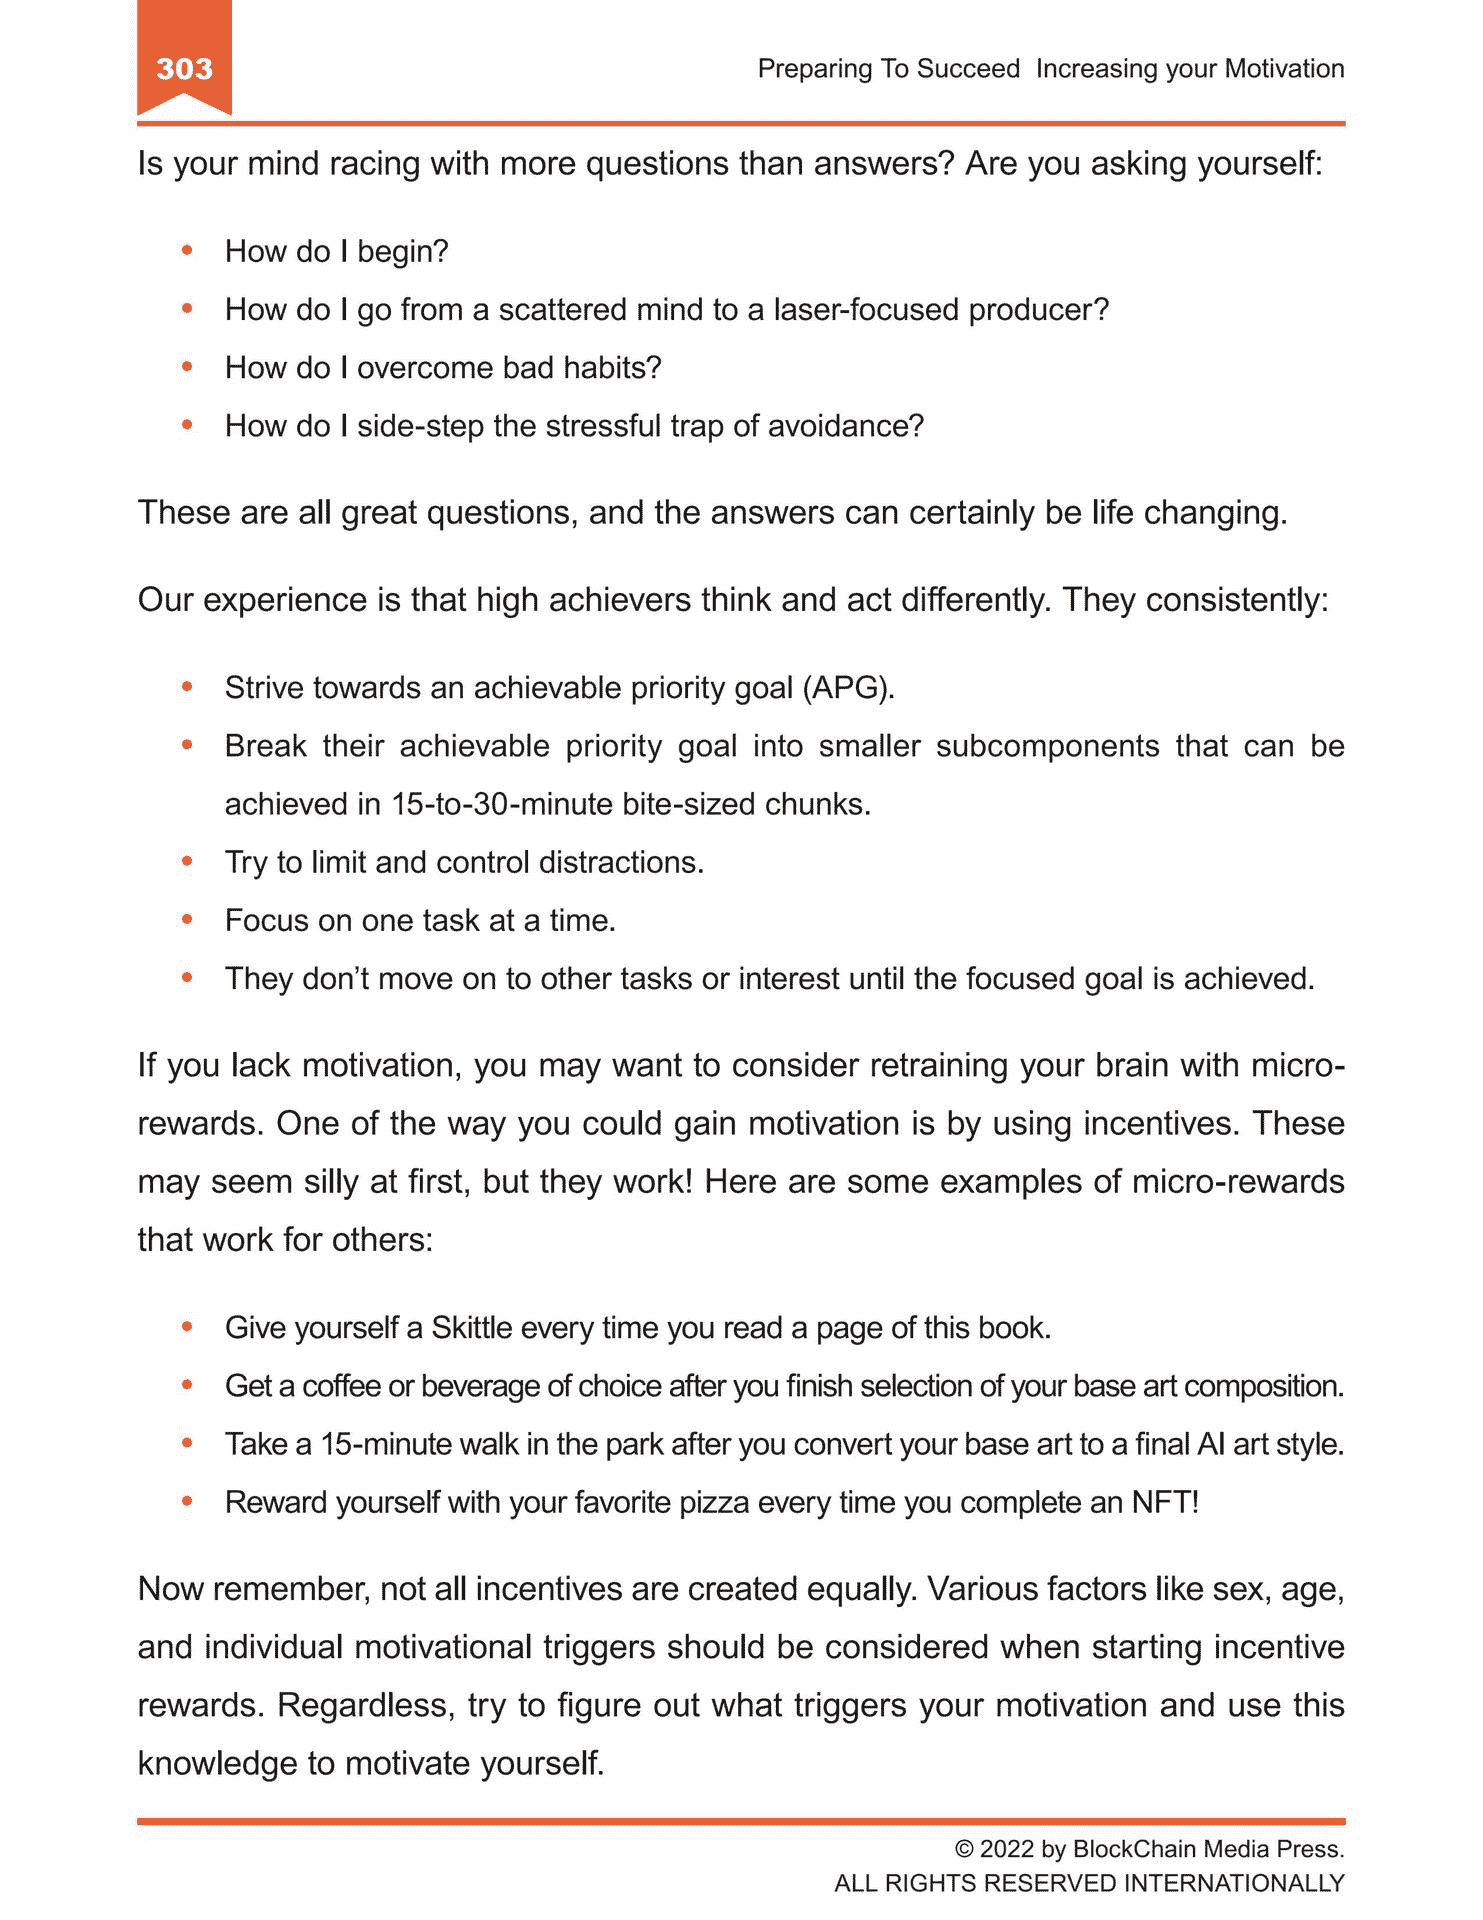 303
Preparing To Succeed  Increasing your Motivation
Is your mind racing with more questions than answers? Are you asking yourself:
• How do I begin?
• How do I go from a scattered mind to a laser-focused producer?
• How do I overcome bad habits?
• How do I side-step the stressful trap of avoidance?
These are all great questions, and the answers can certainly be life changing.
Our experience is that high achievers think and act differently. They consistently:
• Strive towards an achievable priority goal (APG).
• Break their achievable priority goal into smaller subcomponents that can be
achieved in 15-to-30-minute bite-sized chunks.
• Try to limit and control distractions.
• Focus on one task at a time.
• They don’t move on to other tasks or interest until the focused goal is achieved.
If you lack motivation, you may want to consider retraining your brain with micro-
rewards. One of the way you could gain motivation is by using incentives. These
may seem silly at first, but they work! Here are some examples of micro-rewards
that work for others:
• Give yourself a Skittle every time you read a page of this book.
• Get a coffee or beverage of choice after you finish selection of your base art composition.
• Take a 15-minute walk in the park after you convert your base art to a final AI art style.
• Reward yourself with your favorite pizza every time you complete an NFT!
Now remember, not all incentives are created equally. Various factors like sex, age,
and individual motivational triggers should be considered when starting incentive
rewards. Regardless, try to figure out what triggers your motivation and use this
knowledge to motivate yourself.
© 2022 by BlockChain Media Press.
ALL RIGHTS RESERVED INTERNATIONALLY